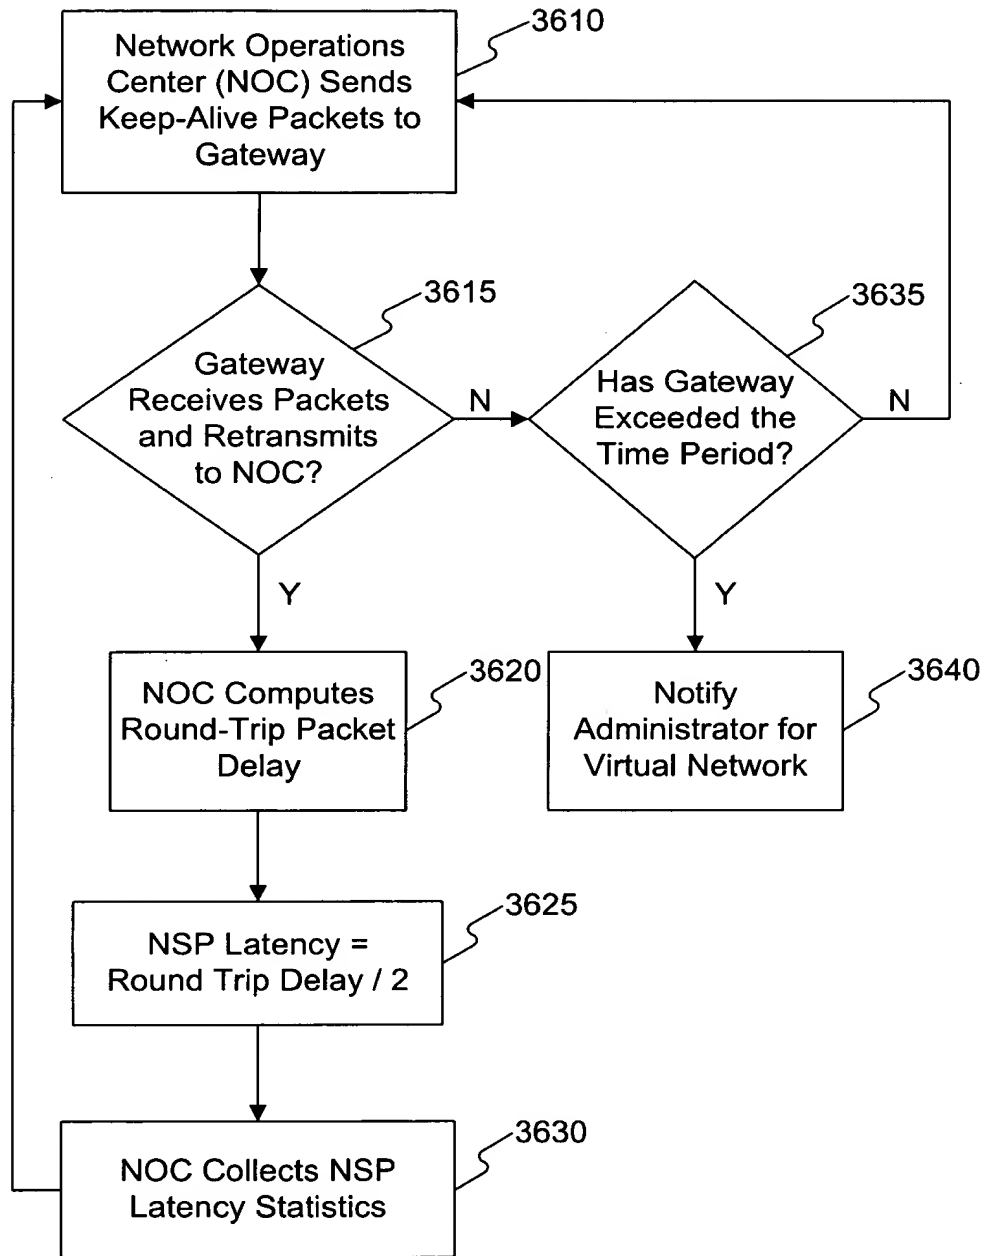 3610
Network Operations
Center (NOC) Sends
Keep-Alive Packets to
Gateway
3615
Gateway
Receives Packets
and Retransmits
to NOC?
N
Y
3635
Has Gateway
Exceeded the
Time Period?
N
Y
3620
NOC Computes
Round-Trip Packet
Delay
3640
Notify
Administrator for
Virtual Network
3625
NSP Latency =
Round Trip Delay / 2
3630
NOC Collects NSP
Latency Statistics